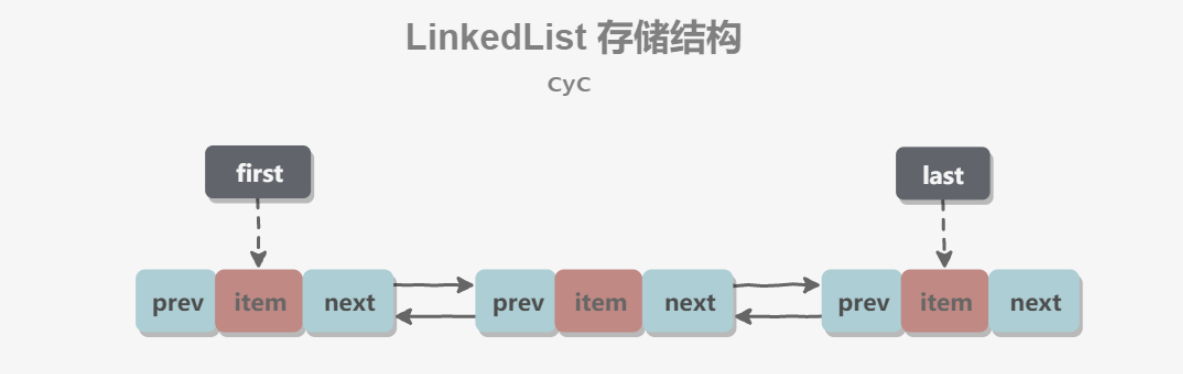 LinkedList 存储结构
CyC
first
last
prev item next
prev item next
prev item next